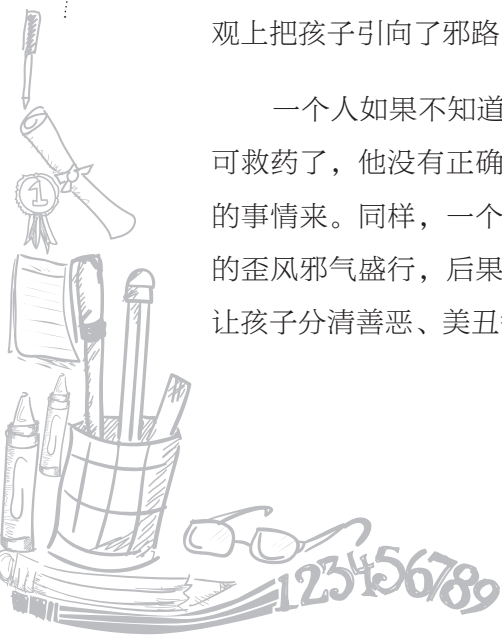 观上把孩子引向了邪路
一个人如果不知道
可救药了，他没有正确
的事情来。同样，一个
的歪风邪气盛行，后果
让孩子分清善恶、美丑
1
123456789